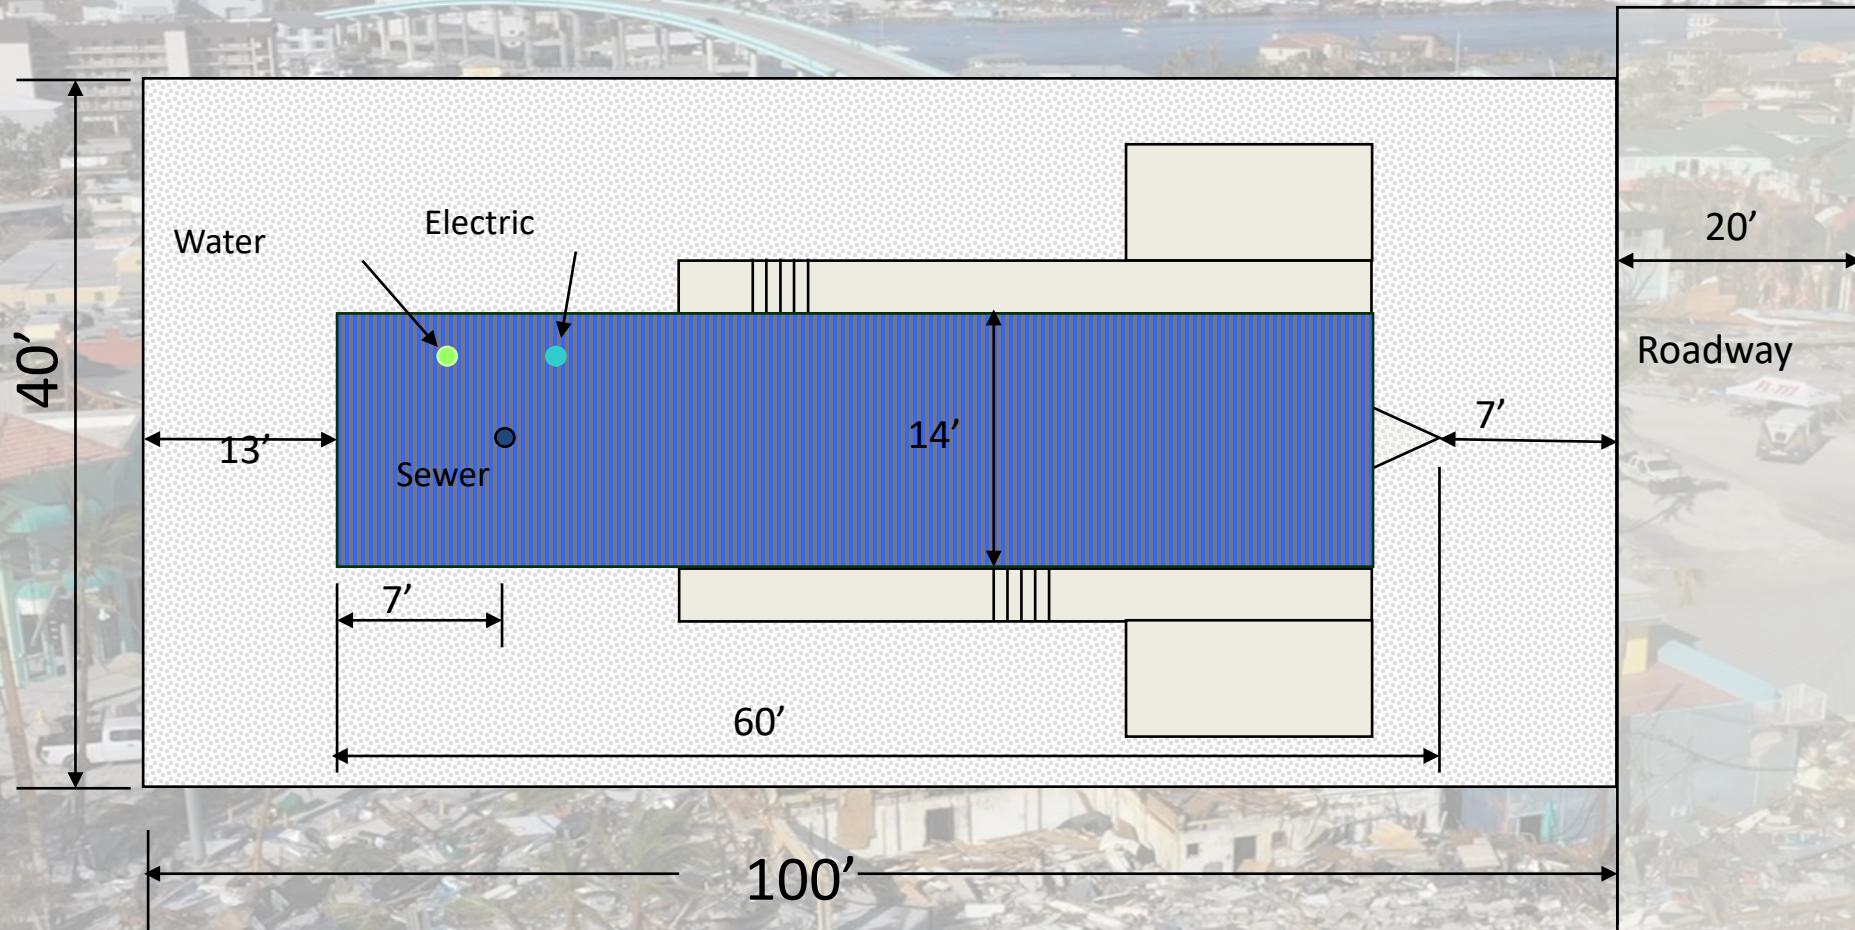 Electric
Water
20’
40’
Roadway
7’
14’
13’
Sewer
7’
60’
100’